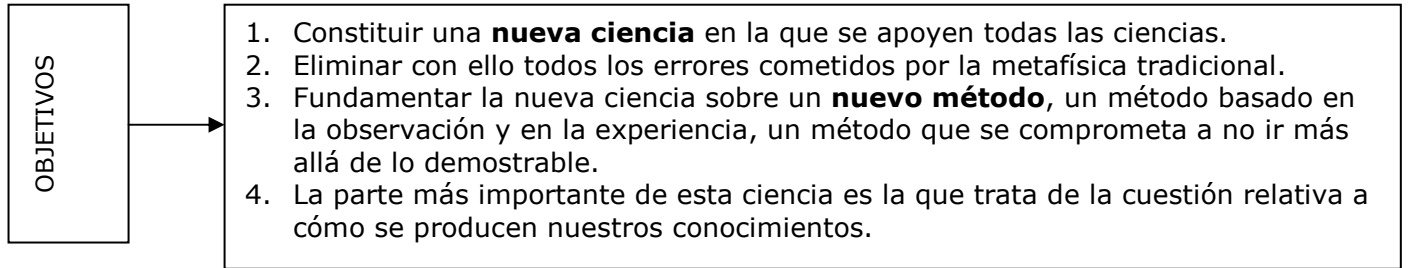 OBJETIVOS
1. Constituir una nueva ciencia en la que se apoyen todas las ciencias.
2. Eliminar con ello todos los errores cometidos por la metafísica tradicional.
3. Fundamentar la nueva ciencia sobre un nuevo método, un método basado en
la observación y en la experiencia, un método que se comprometa a no ir más
allá de lo demostrable.
4. La parte más importante de esta ciencia es la que trata de la cuestión relativa a
cómo se producen nuestros conocimientos.